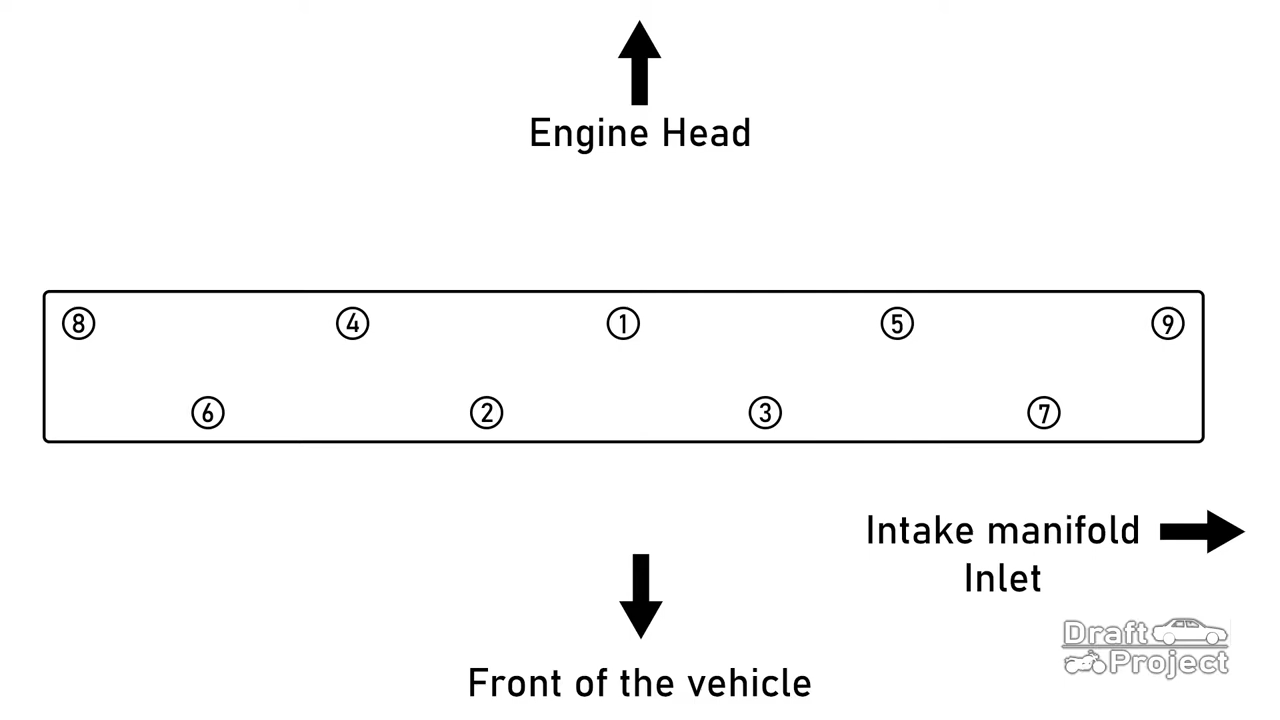 Engine Head
⑧ ④ ① ⑤ ⑨
⑥ ② ③ ⑦
Intake manifold
Inlet
Draft
Project
Front of the vehicle